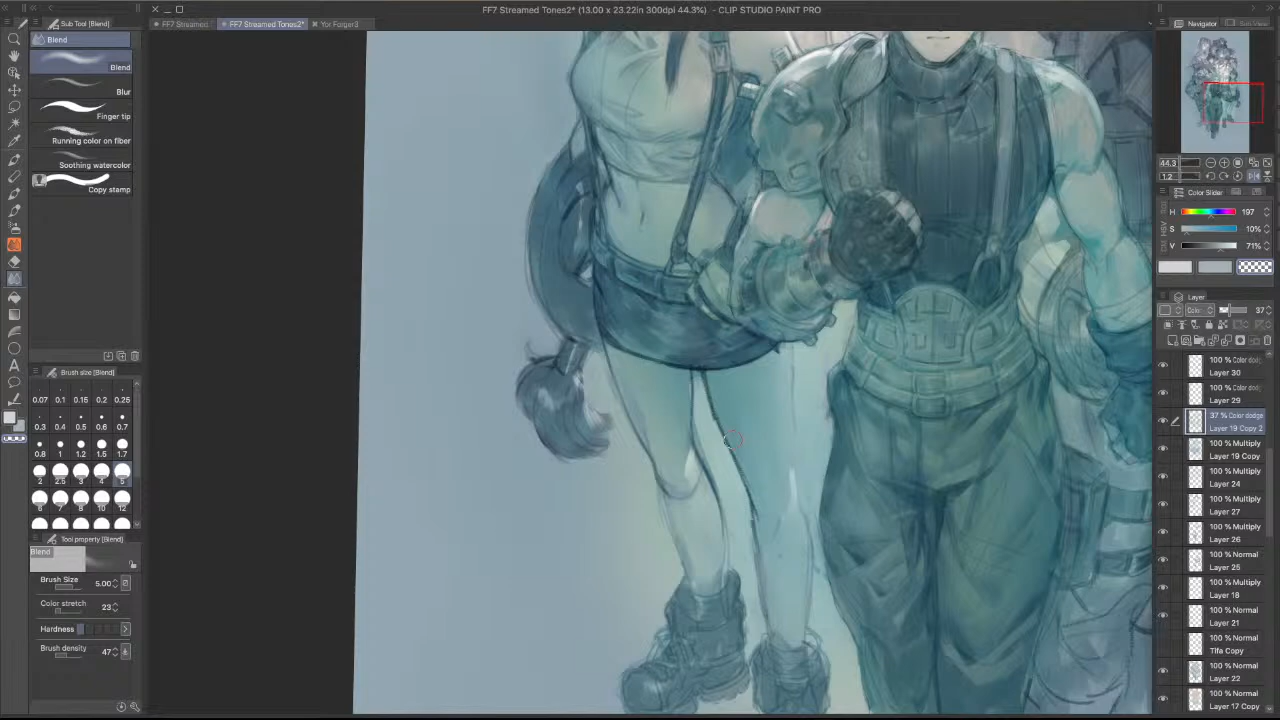 FF7 Streamed Tones2* (13.00 x 23.22in 300dpi 44.3%) - CLIP STUDIO PAINT PRO
Sub Tool [Blend]
FF7 Streamed
FF7 Streamed Tones2*
Yor Forger3
Navigator
Sub View
Blend
Blend
Blur
Finger tip
Running color on fiber
Soothing watercolor
Copy stamp
44.3
1.2
Color Slider
H 197
S 10%
V 71%
Layer
Color 37
Brush size [Blend]
0.07 0.1 0.15 0.2 0.25
0.3 0.4 0.5 0.6 0.7
0.8 1 1.2 1.5 1.7
2 2.5 3 4 5
6 7 8 10 12
Tool property [Blend]
Blend
Brush Size 5.00
Color stretch 23
Hardness
Brush density 47
100 % Color dod
Layer 30
100 % Color dod
Layer 29
37 % Color dodge
Layer 19 Copy 2
100 % Multiply
Layer 19 Copy
100 % Multiply
Layer 24
100 % Multiply
Layer 27
100 % Multiply
Layer 26
100 % Normal
Layer 25
100 % Multiply
Layer 18
100 % Normal
Layer 21
100 % Normal
Tifa Copy
100 % Normal
Layer 22
100 % Normal
Layer 17 Copy